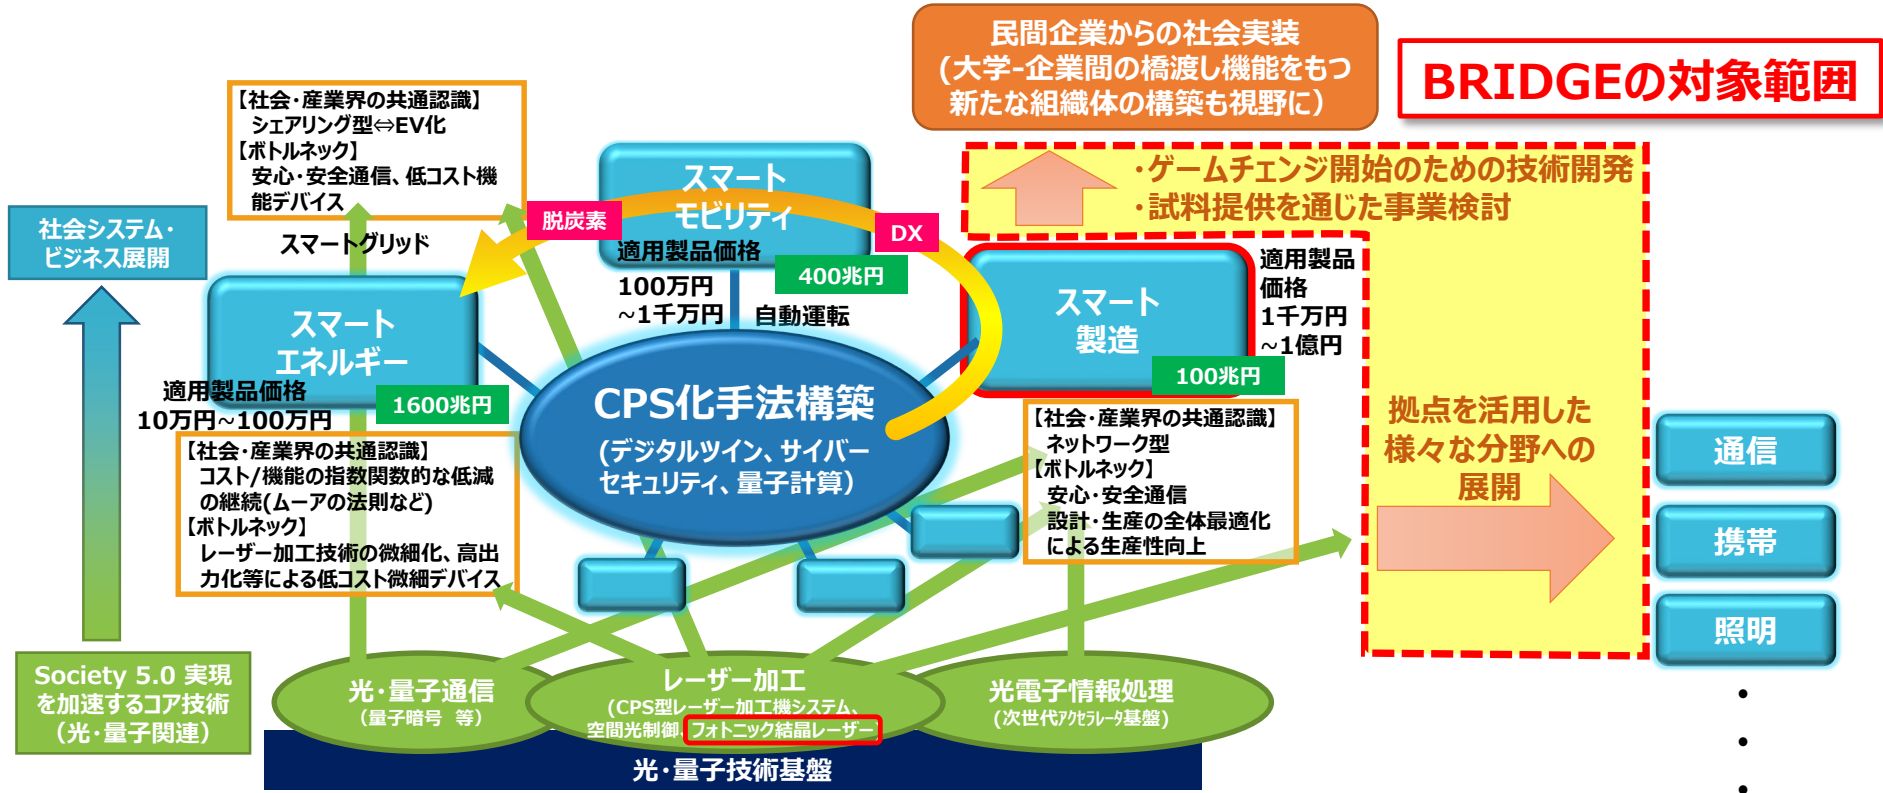 民間企業からの社会実装
(大学-企業間の橋渡し機能をもつ
新たな組織体の構築も視野に）
BRIDGEの対象範囲
【社会・産業界の共通認識】
シェアリング型⇔EV化
【ボトルネック】
安心・安全通信、低コスト機
能デバイス
スマート
モビリティ
・ゲームチェンジ開始のための技術開発
・試料提供を通じた事業検討
社会システム・
ビジネス展開
スマートグリッド
脱炭素
DX
適用製品価格
100万円
~1千万円
400兆円
自動運転
スマート
製造
適用製品
価格
1千万円
~1億円
100兆円
スマート
エネルギー
適用製品価格
10万円~100万円
1600兆円
CPS化手法構築
(デジタルツイン、サイバー
セキュリティ、量子計算）
【社会・産業界の共通認識】
コスト/機能の指数関数的な低減
の継続(ムーアの法則など)
【ボトルネック】
レーザー加工技術の微細化、高出
力化等による低コスト微細デバイス
【社会・産業界の共通認識】
ネットワーク型
【ボトルネック】
安心・安全通信
設計・生産の全体最適化
による生産性向上
拠点を活用した
様々な分野への
展開
通信
携帯
照明
・
・
・
Society 5.0 実現
を加速するコア技術
（光・量子関連）
光・量子通信
（量子暗号 等）
レーザー加工
（CPS型レーザー加工機システム、
空間光制御、フォトニック結晶レーザー）
光電子情報処理
(次世代ｱｸｾﾗﾚｰﾀ基盤)
光・量子技術基盤